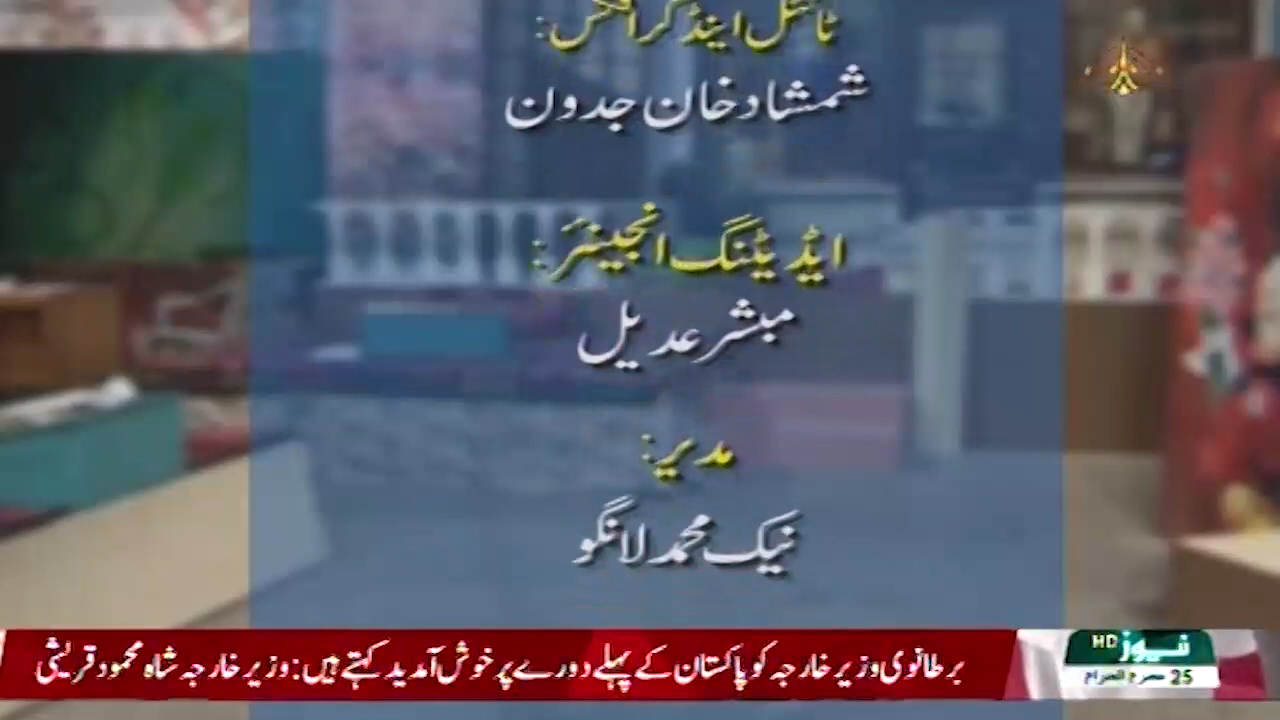 ٹائٹل اینڈ گرافکس:
شمشاد خان جدون
ایڈیٹنگ انجینئر:
مبشر عدیل
مدیر:
نیک محمد لانگو
برطانوی وزیر خارجہ کو پاکستان کے پہلے دورے پر خوش آمدید کہتے ہیں: وزیر خارجہ شاہ محمود قریشی
نیوز HD
25 محرم الحرام